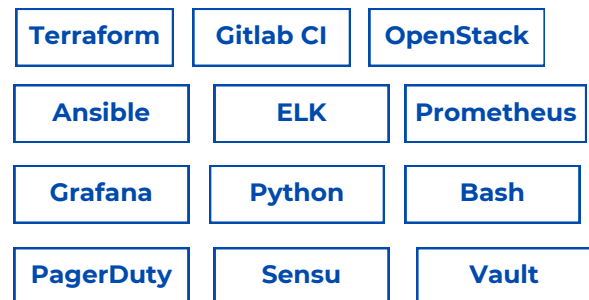 Terraform Gitlab CI OpenStack
Ansible ELK Prometheus
Grafana Python Bash
PagerDuty Sensu Vault